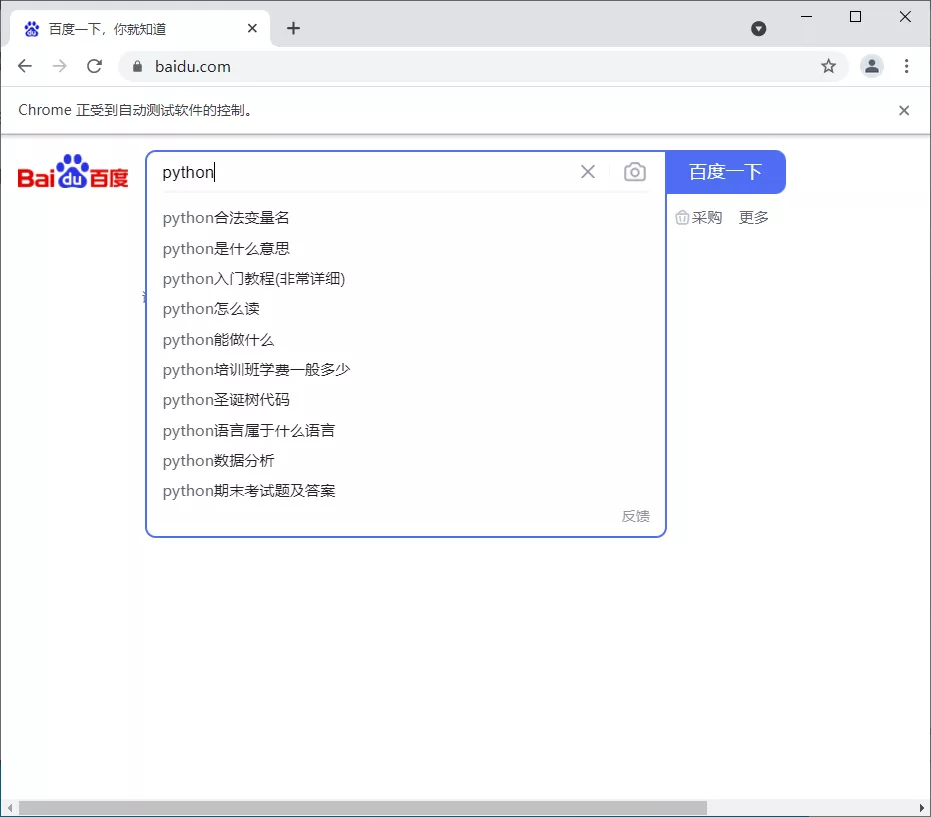 百度一下，你就知道
baidu.com
Chrome 正受到自动测试软件的控制。
Bai du 百度
python
百度一下
python合法变量名
采购 更多
python是什么意思
python入门教程(非常详细)
python怎么读
python能做什么
python培训班学费一般多少
python圣诞树代码
python语言属于什么语言
python数据分析
python期末考试题及答案
反馈